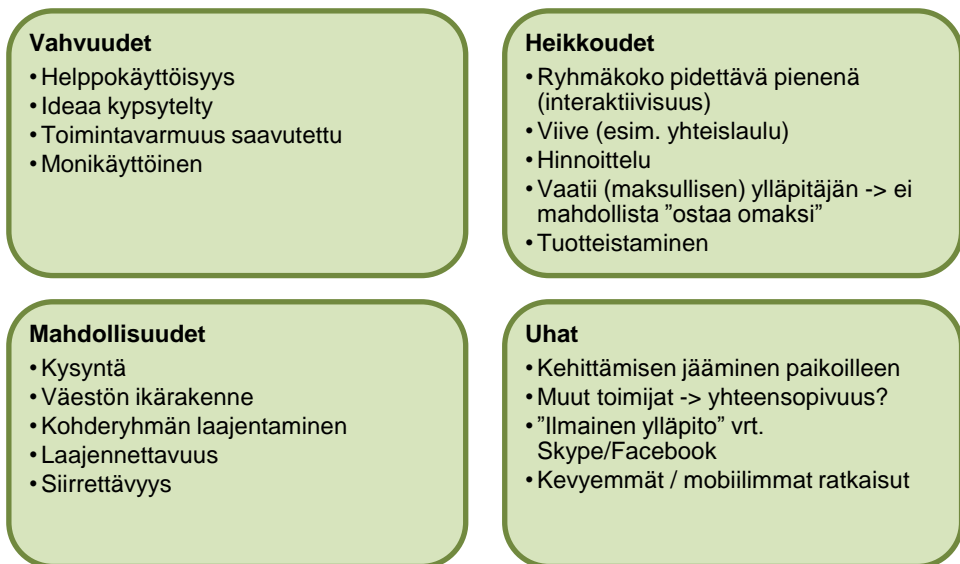 Vahvuudet
• Helppokäyttöisyys
• Ideaa kypsytelty
• Toimintavarmuus saavutettu
• Monikäyttöinen
Heikkoudet
• Ryhmäkoko pidettävä pienenä
(interaktiivisuus)
• Viive (esim. yhteislaulu)
• Hinnoittelu
• Vaatii (maksullisen) ylläpitäjän -> ei
mahdollista ”ostaa omaksi”
• Tuotteistaminen
Mahdollisuudet
• Kysyntä
• Väestön ikärakenne
• Kohderyhmän laajentaminen
• Laajennettavuus
• Siirrettävyys
Uhat
• Kehittämisen jääminen paikoilleen
• Muut toimijat -> yhteensopivuus?
• ”Ilmainen ylläpito” vrt.
Skype/Facebook
• Kevyemmät / mobiilimmat ratkaisut